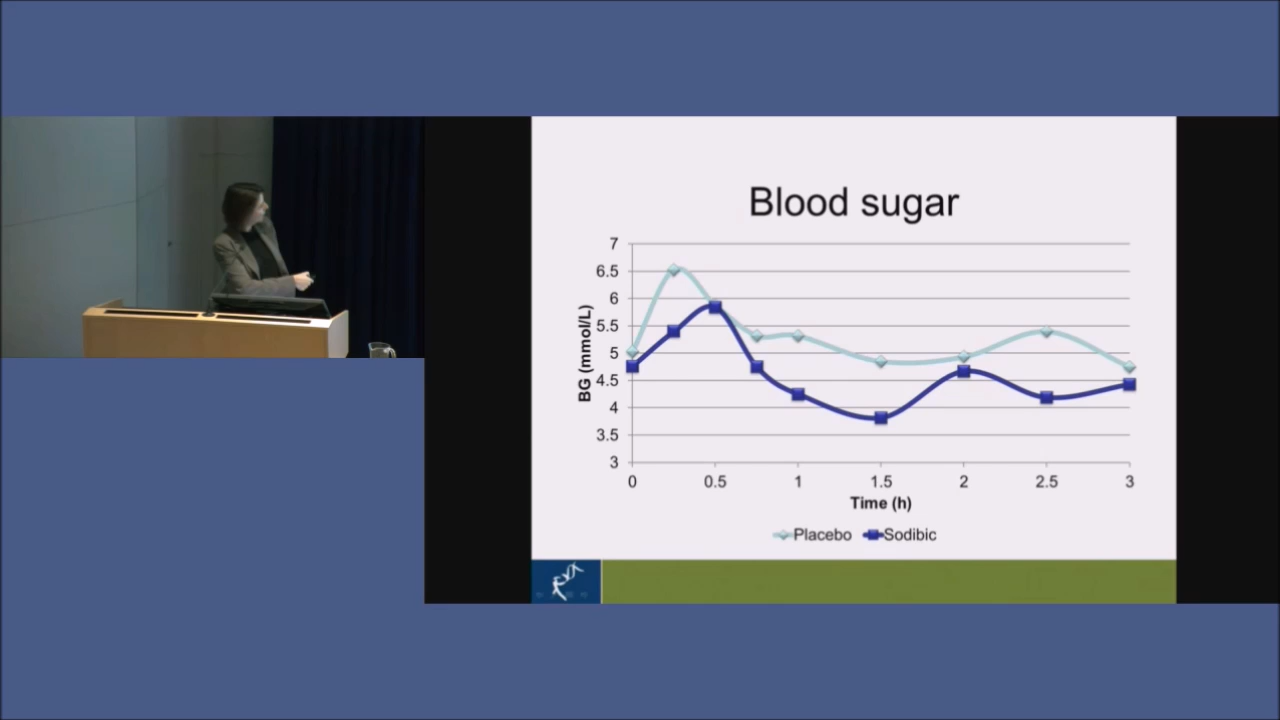 Blood sugar
7
6.5
6
5.5
5
4.5
4
3.5
3
BG (mmol/L)
0 0.5 1 1.5 2 2.5 3
Time (h)
Placebo Sodibic